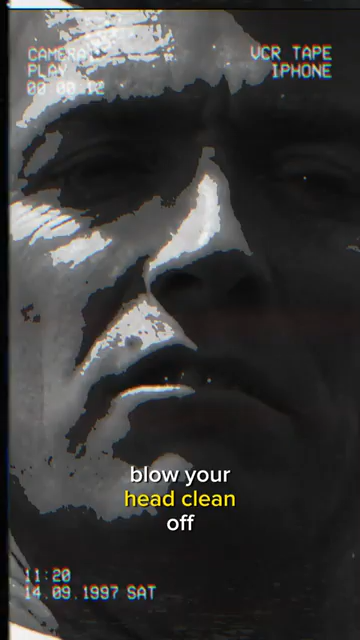 CAMERA
PLAY
00 00 12
VCR TAPE
IPHONE
blow your
head clean
off
11:20
14.09.1997 SAT